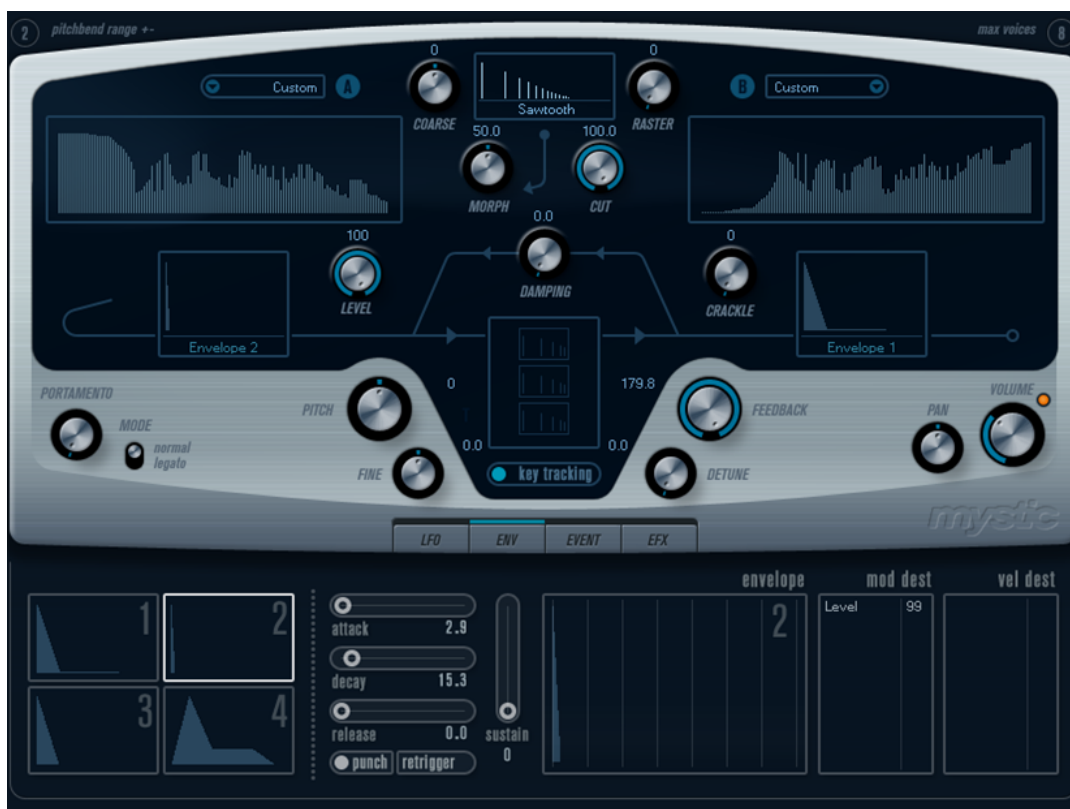 2 pitchbend range +-
max voices 8
0
0
Custom A
Sawtooth
B Custom
COARSE
RASTER
50.0
100.0
MORPH
CUT
0.0
100
0
DAMPING
LEVEL
CRACKLE
Envelope 2
Envelope 1
PORTAMENTO
VOLUME
0
179.8
PITCH
FEEDBACK
PAN
MODE
normal
legato
0.0
0.0
FINE
key tracking
DETUNE
mystic
LFO ENV EVENT EFX
envelope
mod dest
vel dest
1
2
3
4
attack 2.9
decay 15.3
release 0.0
punch retrigger
sustain
0
2
Level 99